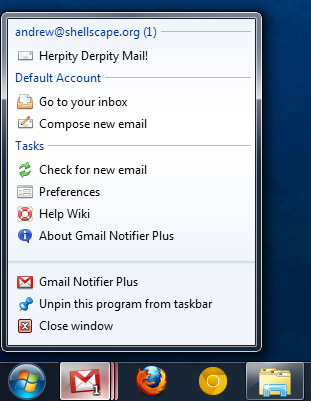 andrew@shellscape.org (1)
Herpity Derpity Mail!
Default Account
Go to your inbox
Compose new email
Tasks
Check for new email
Preferences
Help Wiki
About Gmail Notifier Plus
Gmail Notifier Plus
Unpin this program from taskbar
Close window
1